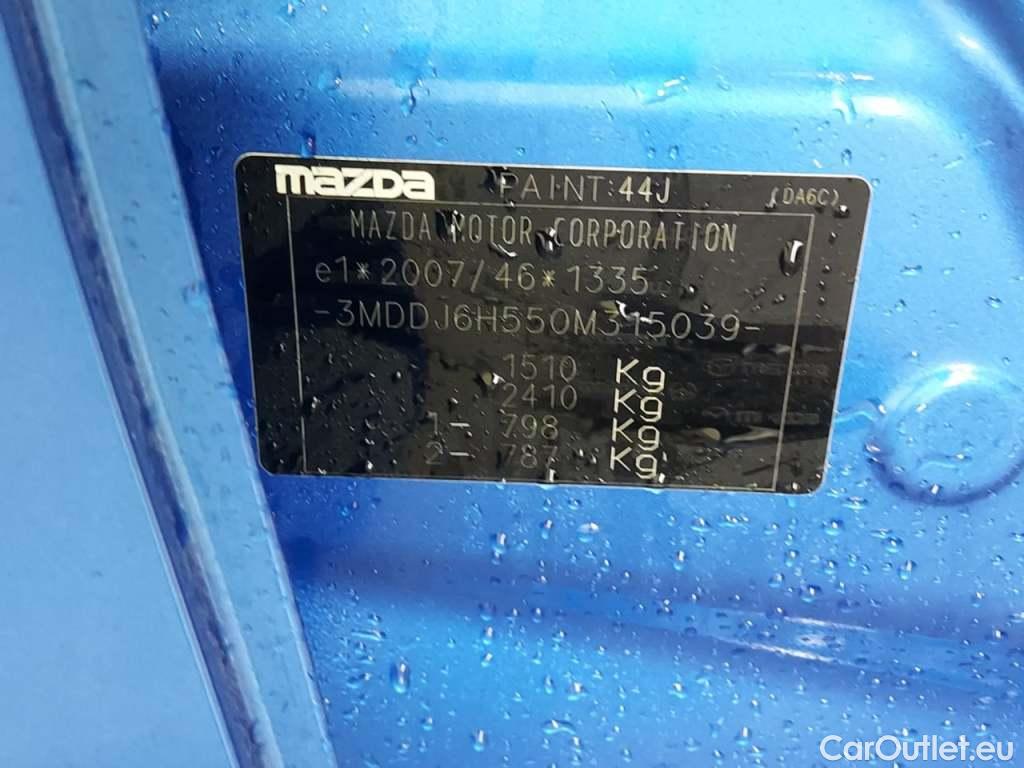 mazda PAINT:44J (DA6C)
MAZDA MOTOR CORPORATION
e1*2007/46*1335
-3MDDJ6H550M315039-
1510 Kg
2410 Kg
1- 798 Kg
2- 787 Kg
CarOutlet.eu